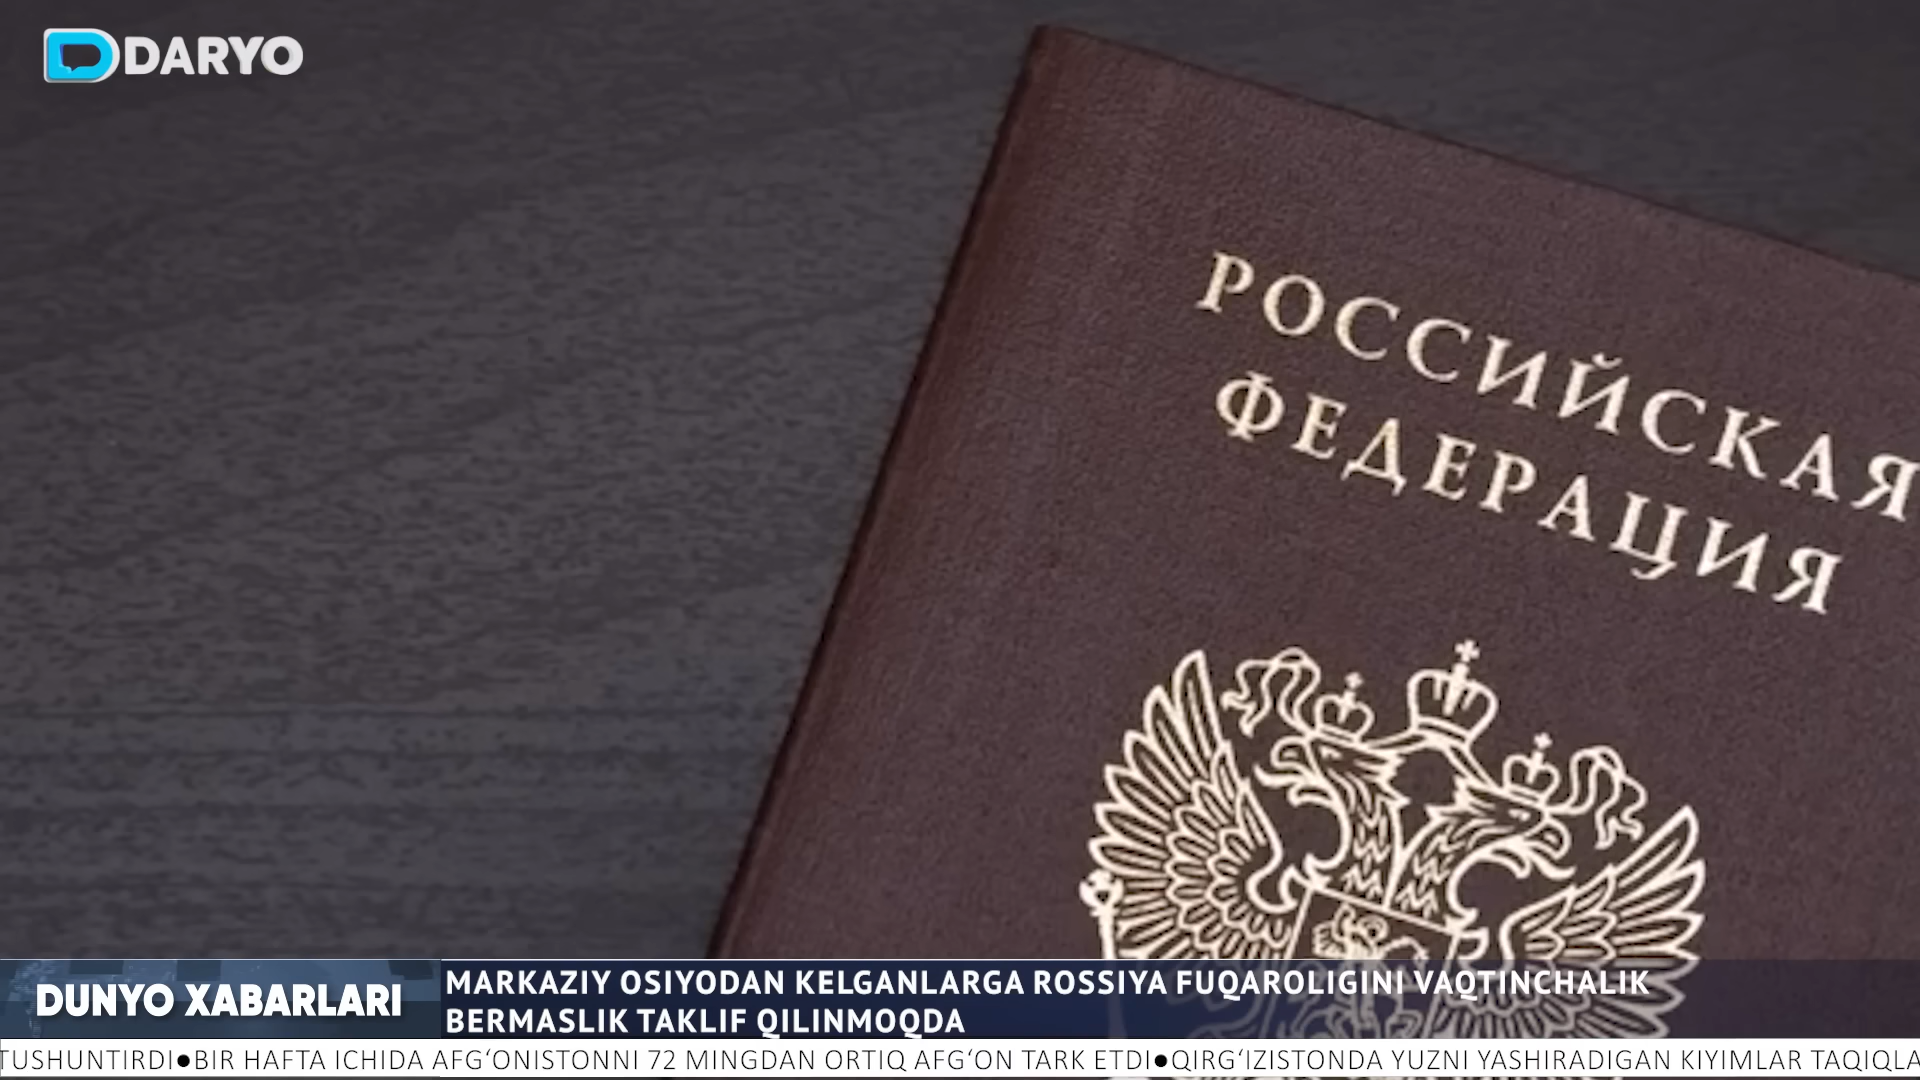 DARYO
РОССИЙСКАЯ
ФЕДЕРАЦИЯ
DUNYO XABARLARI
MARKAZIY OSIYODAN KELGANLARGA ROSSIYA FUQAROLIGINI VAQTINCHALIK
BERMASLIK TAKLIF QILINMOQDA
TUSHUNTIRDI●BIR HAFTA ICHIDA AFG‘ONISTONNI 72 MINGDAN ORTIQ AFG‘ON TARK ETDI●QIRG‘IZISTONDA YUZNI YASHIRADIGAN KIYIMLAR TAQIQLA